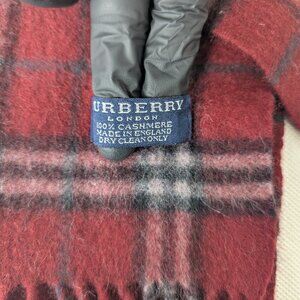 URBERRY
LONDON
100% CASHMERE
MADE IN ENGLAND
DRY CLEAN ONLY